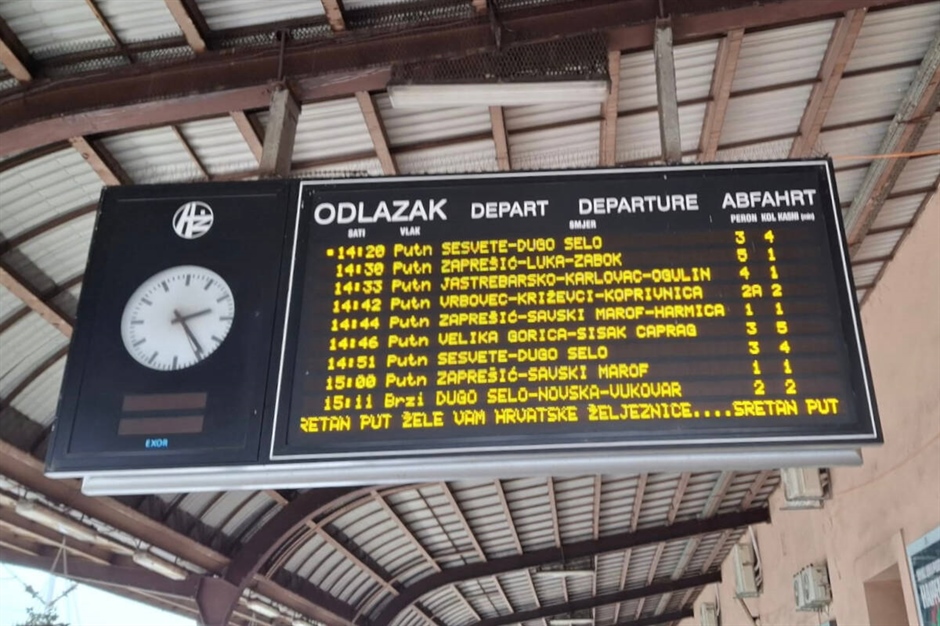 HŽ
ODLAZAK DEPART DEPARTURE ABFAHRT
SATI VLAK SMJER PERON KOL KASNI (min)
14:20 Putn SESVETE-DUGO SELO 3 4
14:30 Putn ZAPREŠIĆ-LUKA-ZABOK 5 1
14:33 Putn JASTREBARSKO-KARLOVAC-OGULIN 4 1
14:42 Putn VRBOVEC-KRIŽEVCI-KOPRIVNICA 2A 2
14:44 Putn ZAPREŠIĆ-SAVSKI MAROF-HARMICA 1 1
14:46 Putn VELIKA GORICA-SISAK CAPRAG 3 5
14:51 Putn SESVETE-DUGO SELO 3 4
15:00 Putn ZAPREŠIĆ-SAVSKI MAROF 1 1
15:11 Brzi DUGO SELO-NOVSKA-VUKOVAR 2 2
RETAN PUT ŽELE VAM HRVATSKE ŽELJEZNICE....SRETAN PUT
EXOR